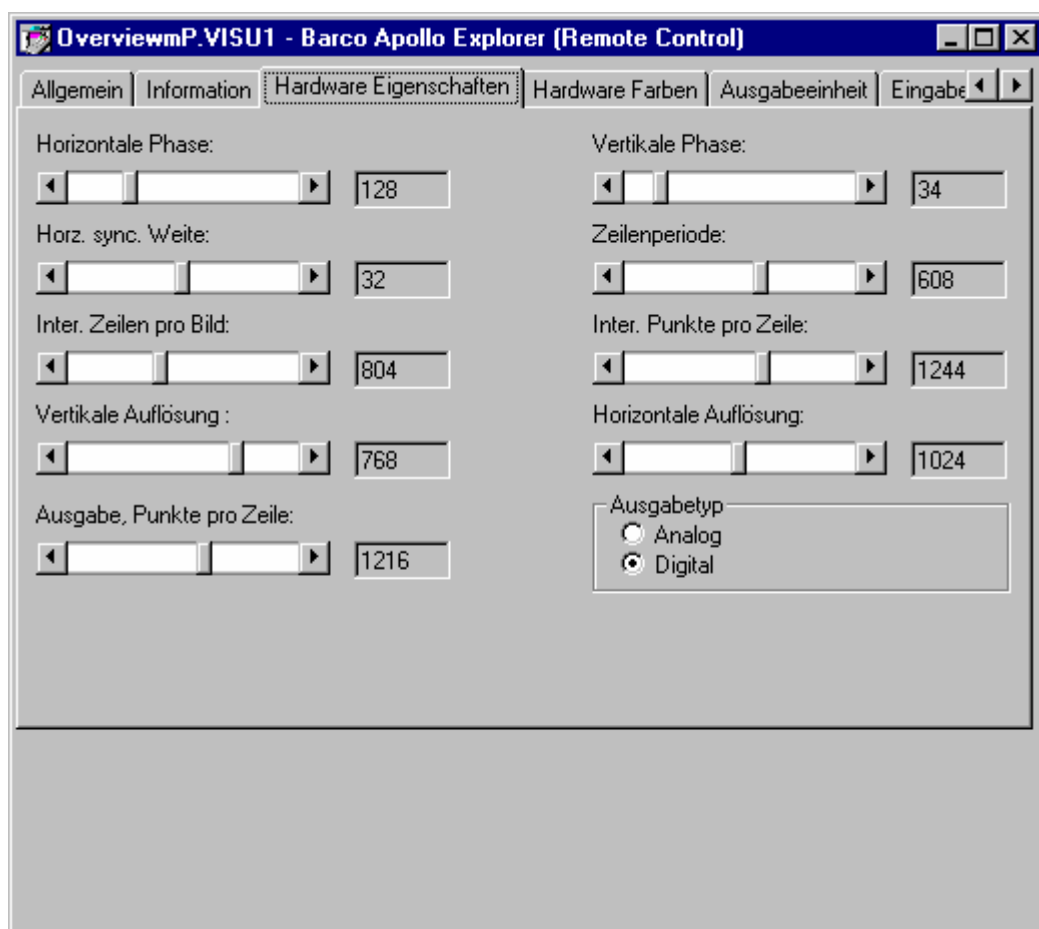 OverviewmP.VISU1 - Barco Apollo Explorer (Remote Control)
Allgemein Information Hardware Eigenschaften Hardware Farben Ausgabeeinheit Eingabe
Horizontale Phase:
128
Vertikale Phase:
34
Horz. sync. Weite:
32
Zeilenperiode:
608
Inter. Zeilen pro Bild:
804
Inter. Punkte pro Zeile:
1244
Vertikale Auflösung :
768
Horizontale Auflösung:
1024
Ausgabe, Punkte pro Zeile:
1216
Ausgabetyp
Analog
Digital